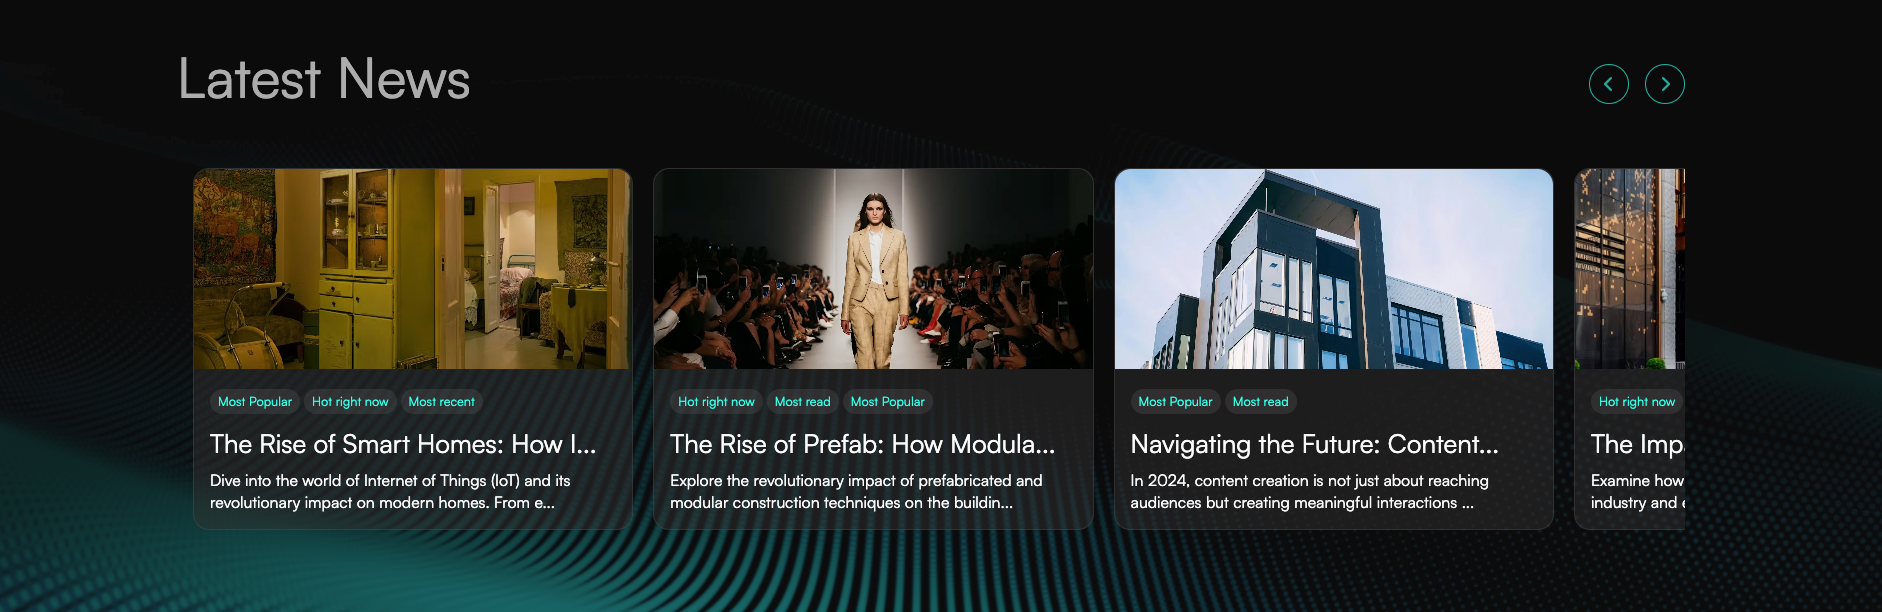 Latest News
Most Popular Hot right now Most recent
The Rise of Smart Homes: How I...
Dive into the world of Internet of Things (IoT) and its
revolutionary impact on modern homes. From e...
Hot right now Most read Most Popular
The Rise of Prefab: How Modula...
Explore the revolutionary impact of prefabricated and
modular construction techniques on the buildin...
Most Popular Most read
Navigating the Future: Content...
In 2024, content creation is not just about reaching
audiences but creating meaningful interactions ...
Hot right now
The Imp
Examine how
industry and